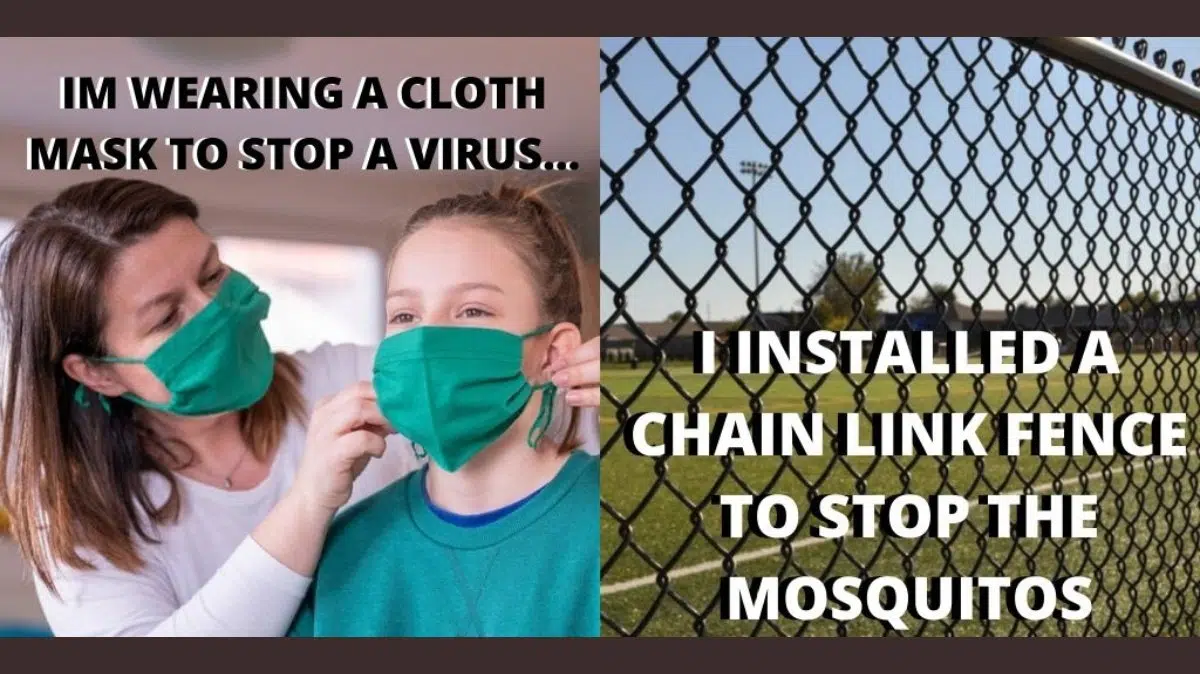 IM WEARING A CLOTH
MASK TO STOP A VIRUS...
I INSTALLED A
CHAIN LINK FENCE
TO STOP THE
MOSQUITOS